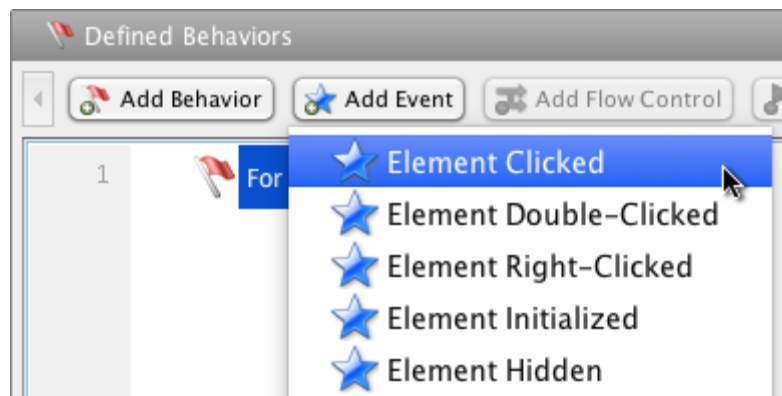 Defined Behaviors
Add Behavior Add Event Add Flow Control
1 For
Element Clicked
Element Double-Clicked
Element Right-Clicked
Element Initialized
Element Hidden